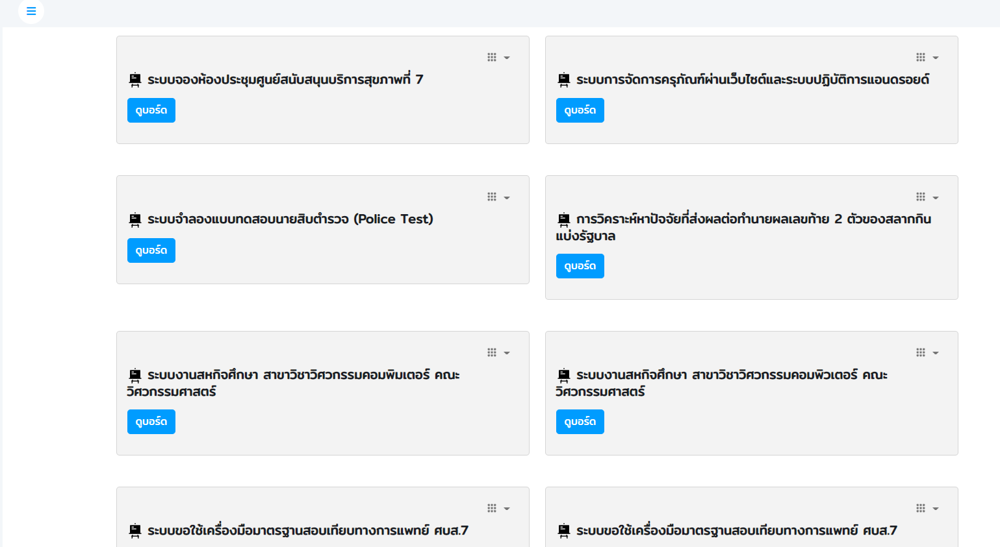 ระบบจองห้องประชุมศูนย์สนับสนุนบริการสุขภาพที่ 7
ดูบอร์ด
ระบบการจัดการครุภัณฑ์ผ่านเว็บไซต์และระบบปฏิบัติการแอนดรอยด์
ดูบอร์ด
ระบบจำลองแบบทดสอบนายสิบตำรวจ (Police Test)
ดูบอร์ด
การวิคราะห์หาปัจจัยที่ส่งผลต่อทำนายผลเลขท้าย 2 ตัวของสลากกิน
แบ่งรัฐบาล
ดูบอร์ด
ระบบงานสหกิจศึกษา สาขาวิชาวิศวกรรมคอมพิมเตอร์ คณะ
วิศวกรรมศาสตร์
ดูบอร์ด
ระบบงานสหกิจศึกษา สาขาวิชาวิศวกรรมคอมพิวเตอร์ คณะ
วิศวกรรมศาสตร์
ดูบอร์ด
ระบบขอใช้เครื่องมือมาตรฐานสอบเทียบทางการแพทย์ ศบส.7
ระบบขอใช้เครื่องมือมาตรฐานสอบเทียบทางการแพทย์ ศบส.7